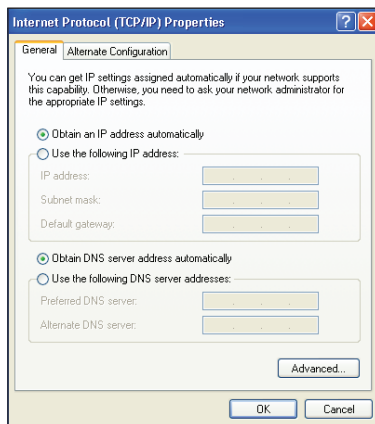 Internet Protocol (TCP/IP) Properties
General Alternate Configuration
You can get IP settings assigned automatically if your network supports
this capability. Otherwise, you need to ask your network administrator for
the appropriate IP settings.
Obtain an IP address automatically
Use the following IP address:
IP address:
Subnet mask:
Default gateway:
Obtain DNS server address automatically
Use the following DNS server addresses:
Preferred DNS server:
Alternate DNS server:
Advanced...
OK Cancel